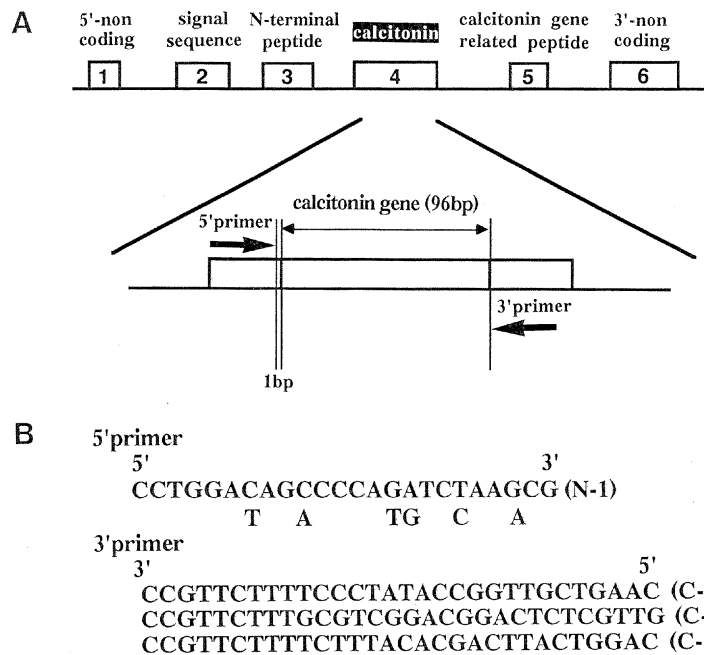 A
5'-non coding
signal sequence
N-terminal peptide
calcitonin
calcitonin gene related peptide
3'-non coding
1 2 3 4 5 6
calcitonin gene (96bp)
5'primer
3'primer
1bp
B
5'primer
5' 3'
CCTGGACAGCCCCAGATCTAAGCG (N-1)
T A TG C A
3'primer
3' 5'
CCGTTCTTTTCCCTATACCGGTTGCTGAAC (C-
CCGTTCTTTGCGTCGGACGGACTCTCGTTG (C-
CCGTTCTTTTCTTTACACGACTTACTGGAC (C-